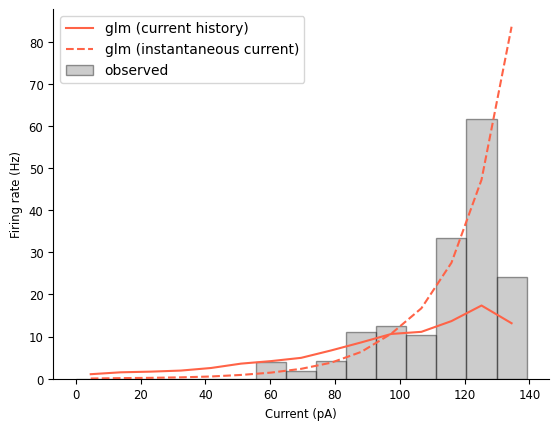 glm (current history)
glm (instantaneous current)
observed
80
70
60
50
40
30
20
10
0
Firing rate (Hz)
0 20 40 60 80 100 120 140
Current (pA)